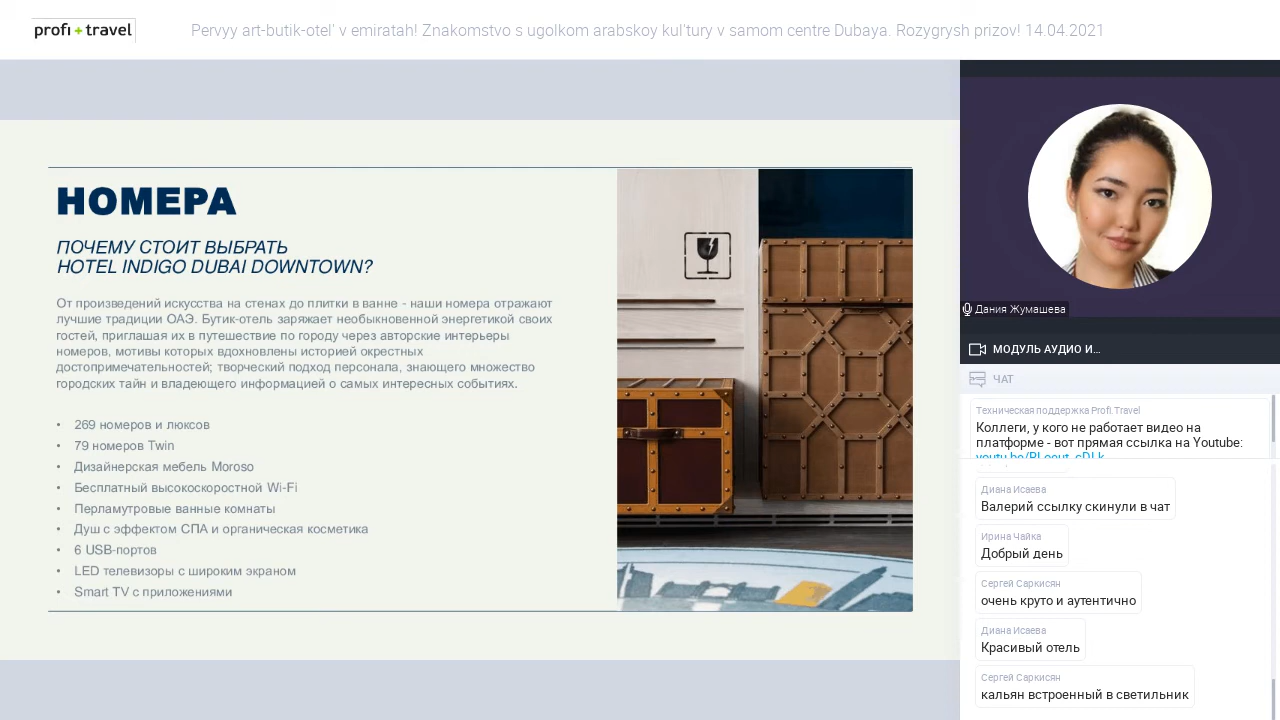 profi + travel
Pervyy art-butik-otel' v emiratah! Znakomstvo s ugolkom arabskoy kul'tury v samom centre Dubaya. Rozygrysh prizov! 14.04.2021
НОМЕРА
ПОЧЕМУ СТОИТ ВЫБРАТЬ
HOTEL INDIGO DUBAI DOWNTOWN?
От произведений искусства на стенах до плитки в ванне - наши номера отражают
лучшие традиции ОАЭ. Бутик-отель заряжает необыкновенной энергетикой своих
гостей, приглашая их в путешествие по городу через авторские интерьеры
номеров, мотивы которых вдохновлены историей окрестных
достопримечательностей; творческий подход персонала, знающего множество
городских тайн и владеющего информацией о самых интересных событиях.
• 269 номеров и люксов
• 79 номеров Twin
• Дизайнерская мебель Moroso
• Бесплатный высокоскоростной Wi-Fi
• Перламутровые ванные комнаты
• Душ с эффектом СПА и органическая косметика
• 6 USB-портов
• LED телевизоры с широким экраном
• Smart TV с приложениями
Дания Жумашева
МОДУЛЬ АУДИО И...
ЧАТ
Техническая поддержка Profi.Travel
Коллеги, у кого не работает видео на
платформе - вот прямая ссылка на Youtube:
Диана Исаева
Валерий ссылку скинули в чат
Ирина Чайка
Добрый день
Сергей Саркисян
очень круто и аутентично
Диана Исаева
Красивый отель
Сергей Саркисян
кальян встроенный в светильник